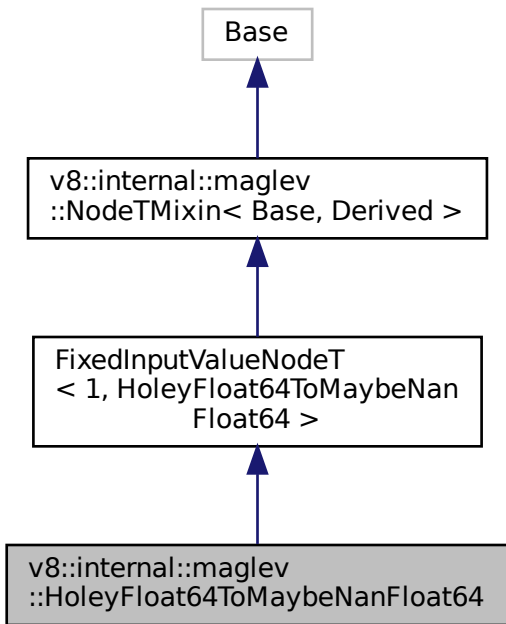 Base
v8::internal::maglev
::NodeTMixin< Base, Derived >
FixedInputValueNodeT
< 1, HoleyFloat64ToMaybeNan
Float64 >
v8::internal::maglev
::HoleyFloat64ToMaybeNanFloat64